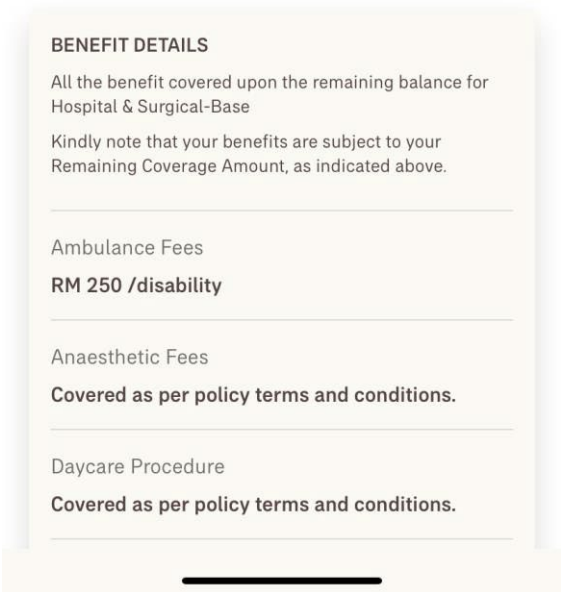 BENEFIT DETAILS
All the benefit covered upon the remaining balance for
Hospital & Surgical-Base
Kindly note that your benefits are subject to your
Remaining Coverage Amount, as indicated above.
Ambulance Fees
RM 250 /disability
Anaesthetic Fees
Covered as per policy terms and conditions.
Daycare Procedure
Covered as per policy terms and conditions.